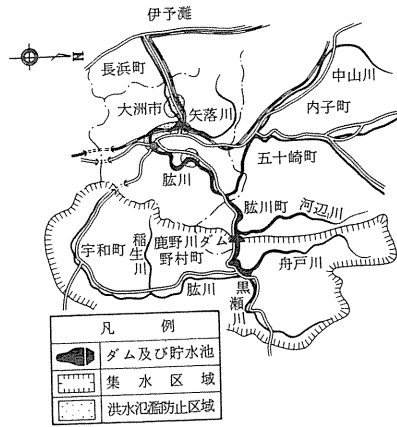 伊予灘
長浜町
中山川
大洲市
矢落川
内子町
五十崎町
肱川
肱川町
河辺川
稲生川
鹿野川ダム
宇和町
野村町
舟戸川
肱川
黒瀬川
凡例
ダム及び貯水池
集水区域
洪水氾濫防止区域